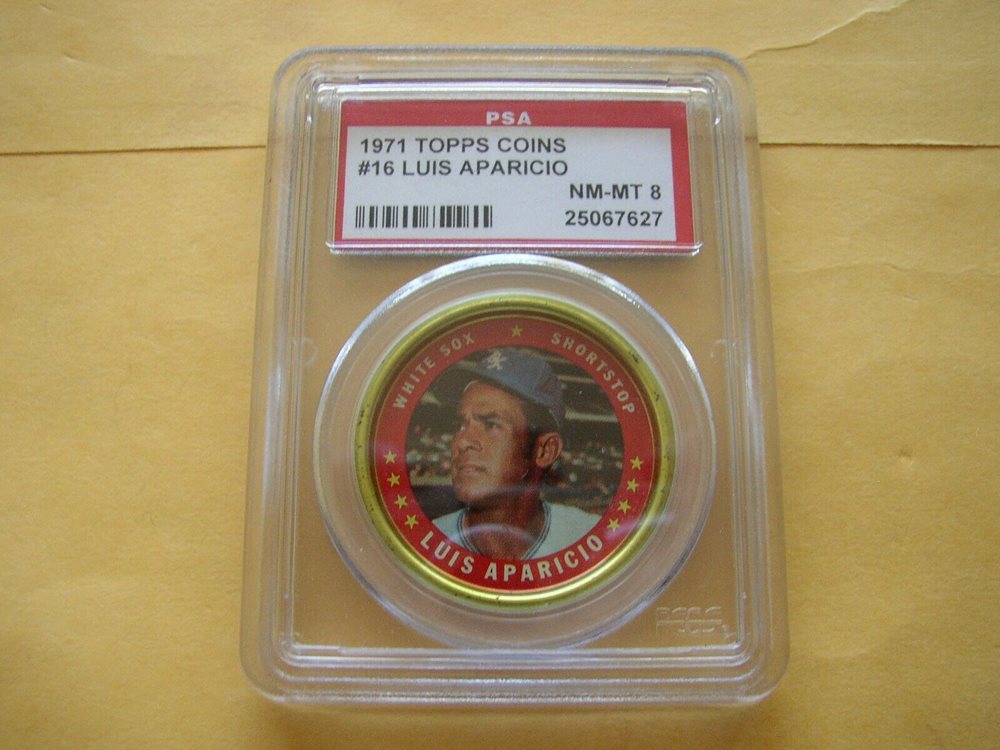 PSA
1971 TOPPS COINS
#16 LUIS APARICIO
NM-MT 8
25067627
WHITE SOX ★ SHORTSTOP
LUIS APARICIO